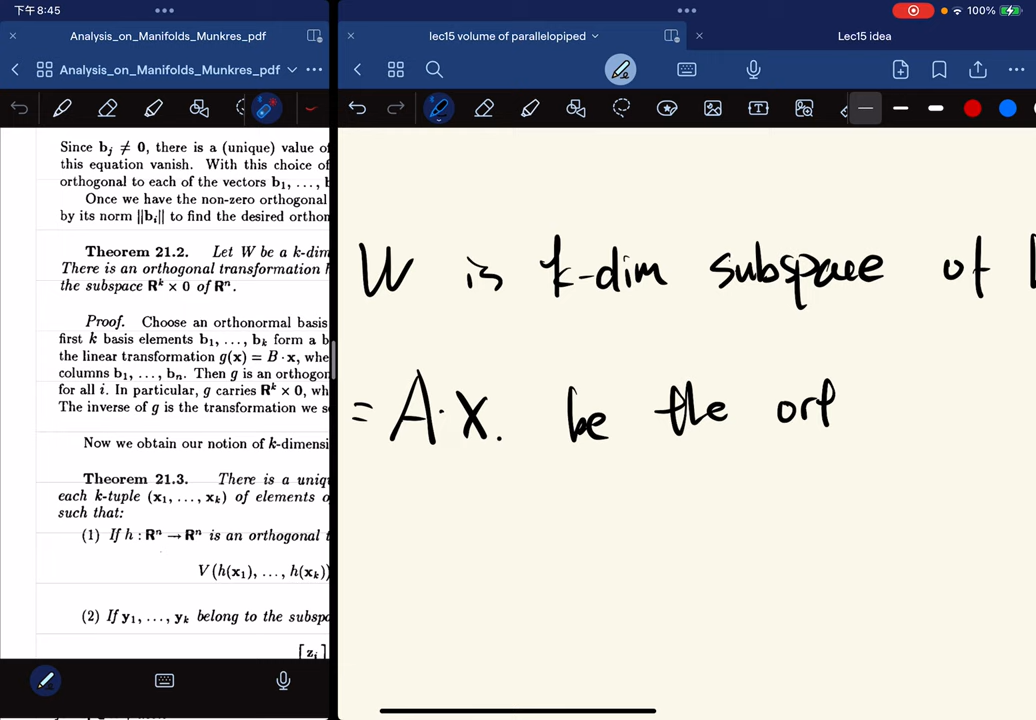 下午8:45
100%
Analysis_on_Manifolds_Munkres_pdf
lec15 volume of parallelopiped
Lec15 idea
Analysis_on_Manifolds_Munkres_pdf
Since b_j ≠ 0, there is a (unique) value of
this equation vanish. With this choice of
orthogonal to each of the vectors b_1, ..., b
Once we have the non-zero orthogonal
by its norm ||b_i|| to find the desired orthon
Theorem 21.2. Let W be a k-dim
There is an orthogonal transformation h
the subspace R^k × 0 of R^n.
Proof. Choose an orthonormal basis
first k basis elements b_1, ..., b_k form a b
the linear transformation g(x) = B · x, whe
columns b_1, ..., b_n. Then g is an orthogon
for all i. In particular, g carries R^k × 0, wh
The inverse of g is the transformation we s
Now we obtain our notion of k-dimensi
Theorem 21.3. There is a uniq
each k-tuple (x_1, ..., x_k) of elements o
such that:
(1) If h : R^n → R^n is an orthogonal t
V(h(x_1), ..., h(x_k))
(2) If y_1, ..., y_k belong to the subspa
[z_i]
W is k-dim subspace of
= A·x. be the ort